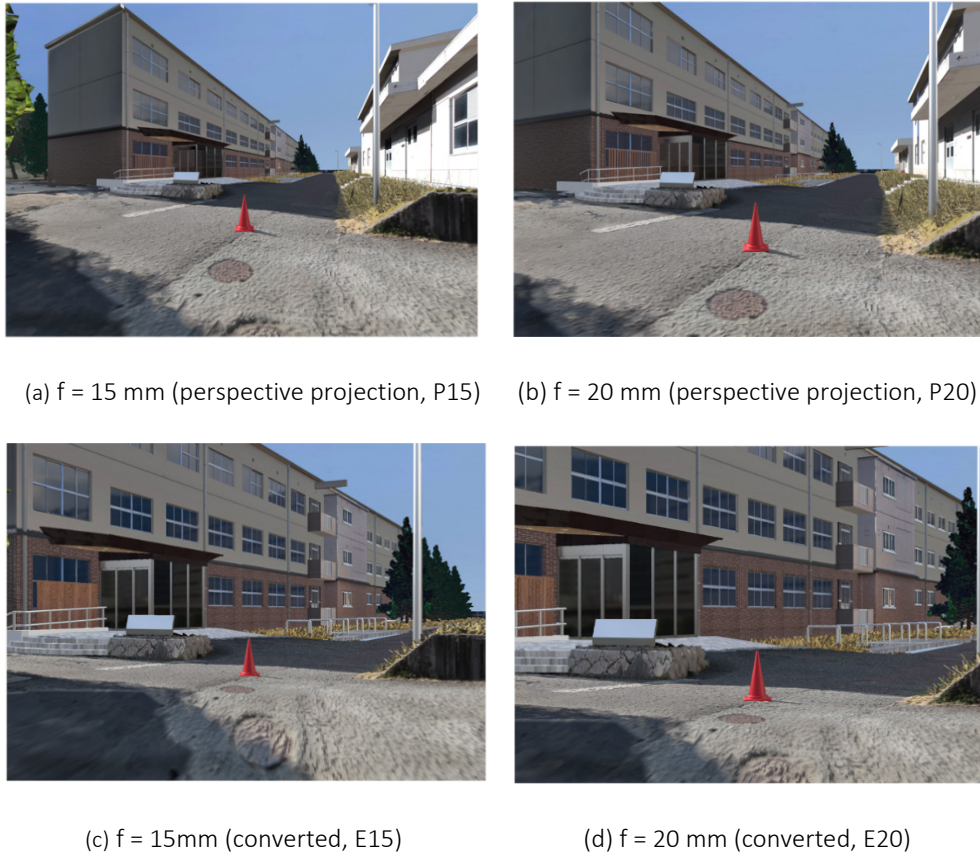 (a) f = 15 mm (perspective projection, P15)
(b) f = 20 mm (perspective projection, P20)
(c) f = 15mm (converted, E15)
(d) f = 20 mm (converted, E20)